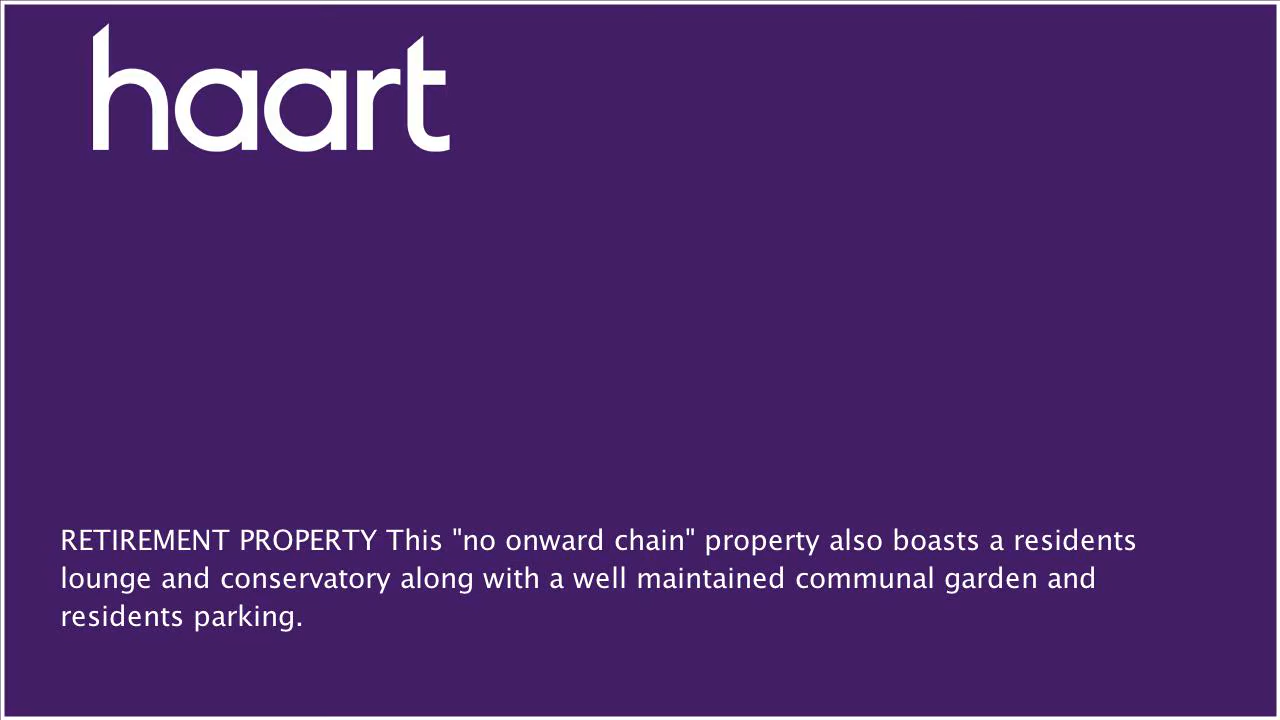 haart
RETIREMENT PROPERTY This "no onward chain" property also boasts a residents
lounge and conservatory along with a well maintained communal garden and
residents parking.